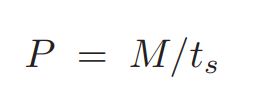 P = M/t_s